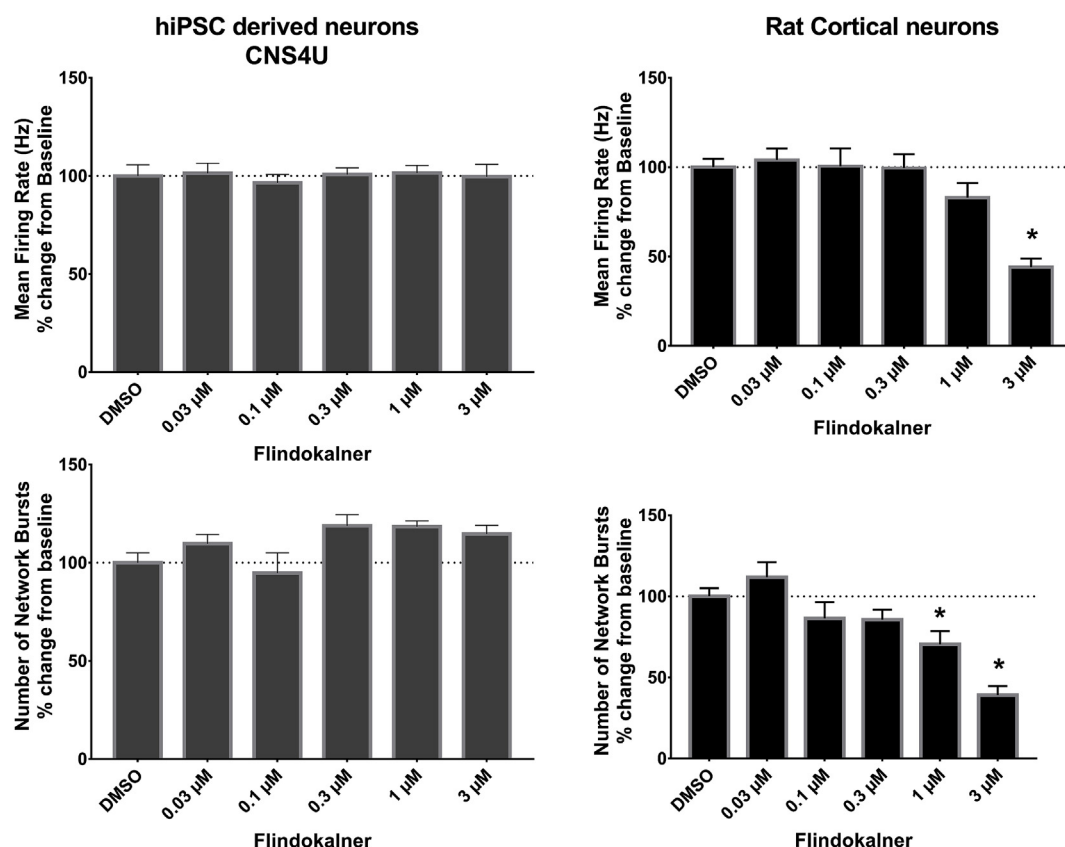 hiPSC derived neurons
CNS4U
Mean Firing Rate (Hz)
% change from Baseline
150
100
50
0
DMSO
0.03 µM
0.1 µM
0.3 µM
1 µM
3 µM
Flindokalner
Rat Cortical neurons
Mean Firing Rate (Hz)
% change from Baseline
150
100
50
0
*
DMSO
0.03 µM
0.1 µM
0.3 µM
1 µM
3 µM
Flindokalner
Number of Network Bursts
% change from baseline
150
100
50
0
DMSO
0.03 µM
0.1 µM
0.3 µM
1 µM
3 µM
Flindokalner
Number of Network Bursts
% change from baseline
150
100
50
0
*
*
DMSO
0.03 µM
0.1 µM
0.3 µM
1 µM
3 µM
Flindokalner